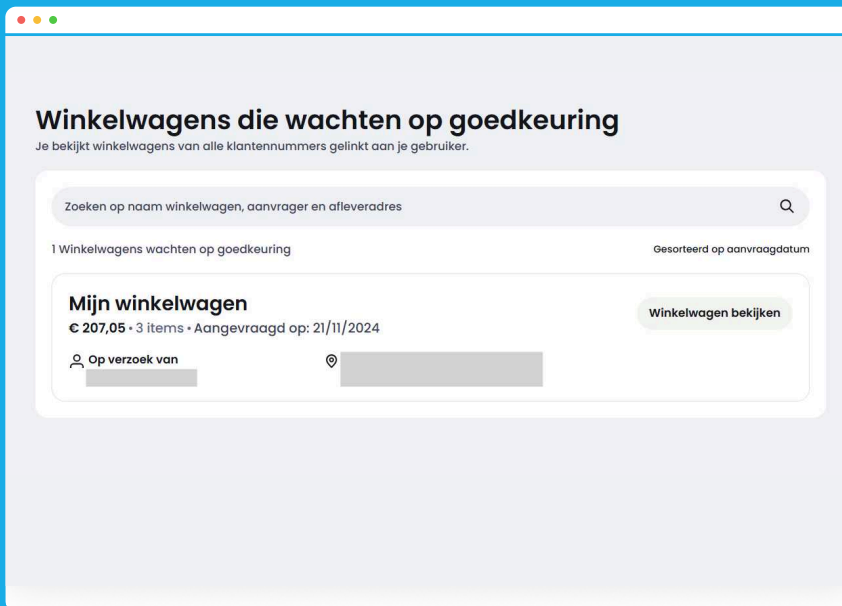 Winkelwagens die wachten op goedkeuring
Je bekijkt winkelwagens van alle klantennummers gelinkt aan je gebruiker.
Zoeken op naam winkelwagen, aanvrager en afleveradres
1 Winkelwagens wachten op goedkeuring
Gesorteerd op aanvraagdatum
Mijn winkelwagen
Winkelwagen bekijken
€ 207,05 • 3 items • Aangevraagd op: 21/11/2024
Op verzoek van